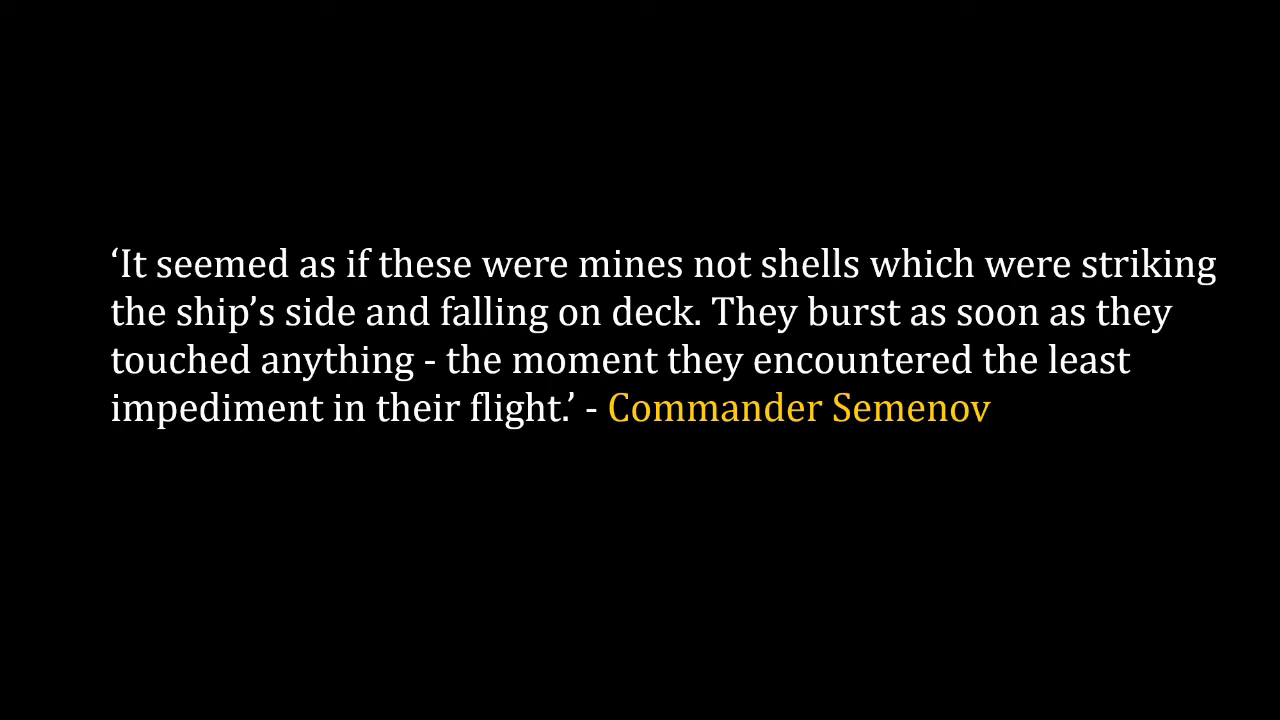 ‘It seemed as if these were mines not shells which were striking
the ship’s side and falling on deck. They burst as soon as they
touched anything - the moment they encountered the least
impediment in their flight.’ - Commander Semenov